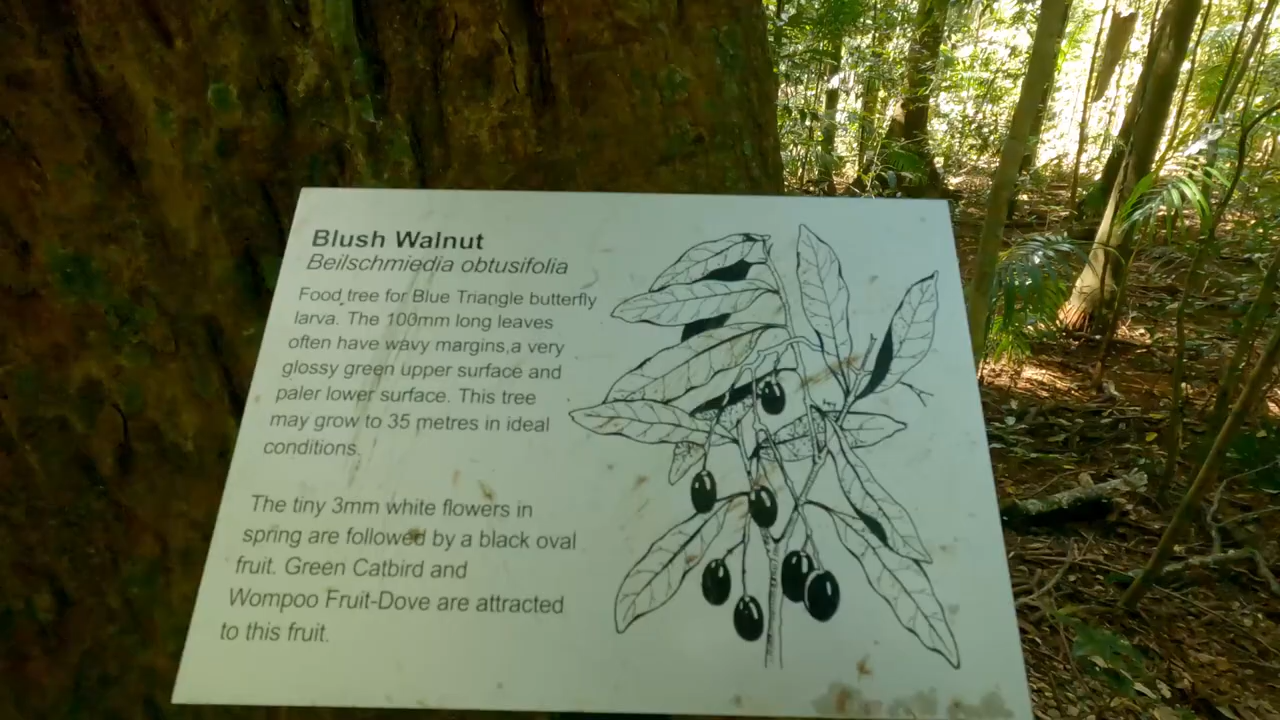 Blush Walnut
Beilschmiedia obtusifolia
Food tree for Blue Triangle butterfly
larva. The 100mm long leaves
often have wavy margins,a very
glossy green upper surface and
paler lower surface. This tree
may grow to 35 metres in ideal
conditions.
The tiny 3mm white flowers in
spring are followed by a black oval
fruit. Green Catbird and
Wompoo Fruit-Dove are attracted
to this fruit.